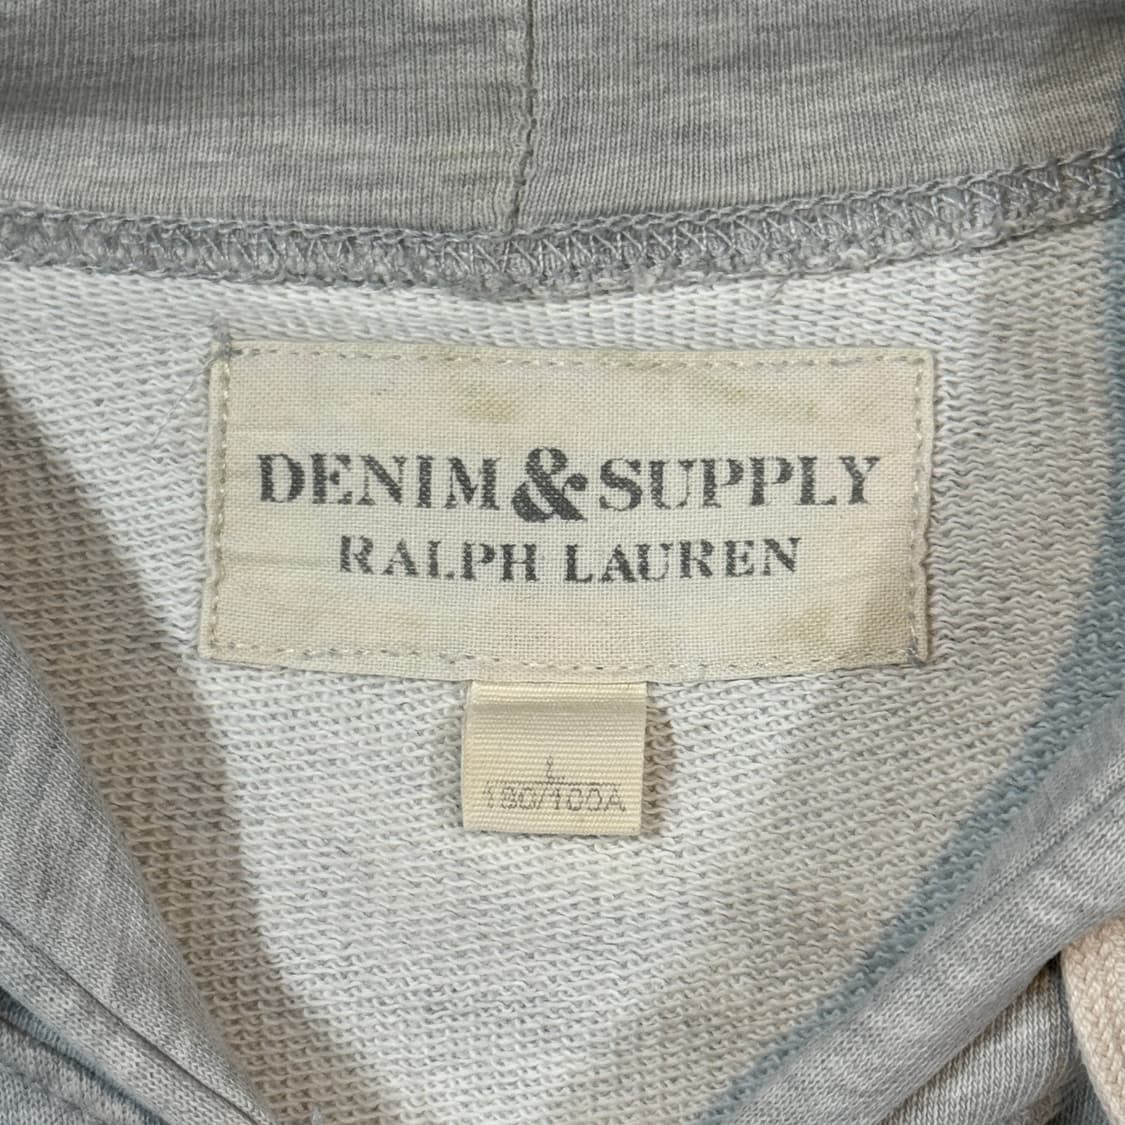 DENIM & SUPPLY
RALPH LAUREN
L
180/100A